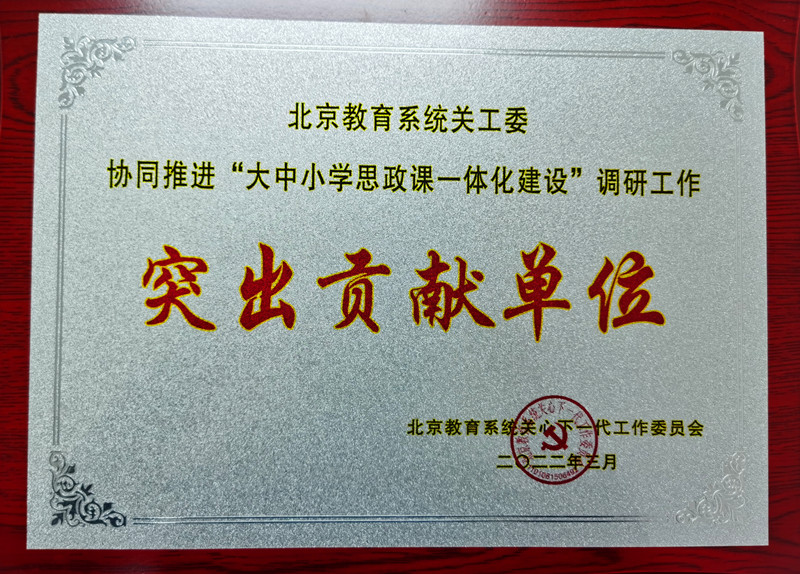 北京教育系统关工委
协同推进“大中小学思政课一体化建设”调研工作
突出贡献单位
北京教育系统关心下一代工作委员会
二〇二二年三月